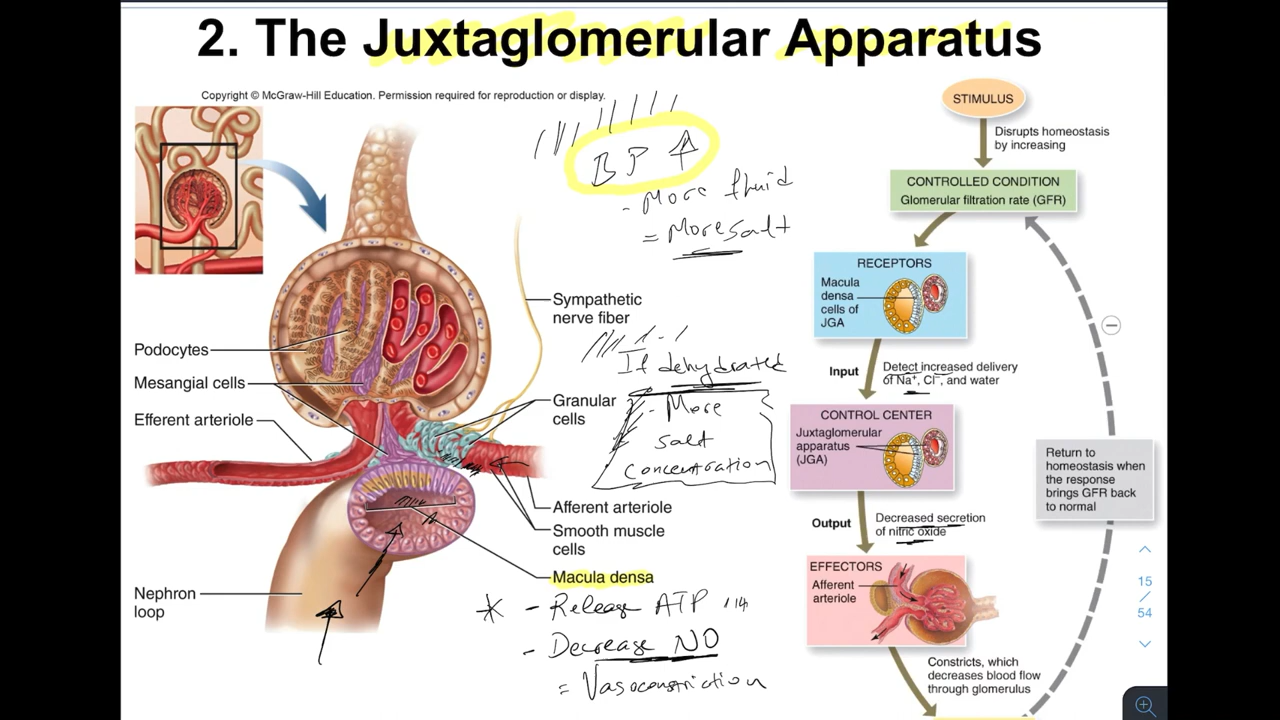 2. The Juxtaglomerular Apparatus
Copyright © McGraw-Hill Education. Permission required for reproduction or display.
BP ↑
- More fluid
= More salt
Sympathetic
nerve fiber
Podocytes
Mesangial cells
Efferent arteriole
If dehydrated
- More
salt
concentration
Granular
cells
Afferent arteriole
Smooth muscle
cells
Macula densa
Nephron
loop
* - Release ATP
- Decrease NO
= Vasoconstriction
STIMULUS
Disrupts homeostasis
by increasing
CONTROLLED CONDITION
Glomerular filtration rate (GFR)
RECEPTORS
Macula
densa
cells of
JGA
Input
Detect increased delivery
of Na+, Cl–, and water
CONTROL CENTER
Juxtaglomerular
apparatus
(JGA)
Output
Decreased secretion
of nitric oxide
EFFECTORS
Afferent
arteriole
Constricts, which
decreases blood flow
through glomerulus
Return to
homeostasis when
the response
brings GFR back
to normal
15
/
54